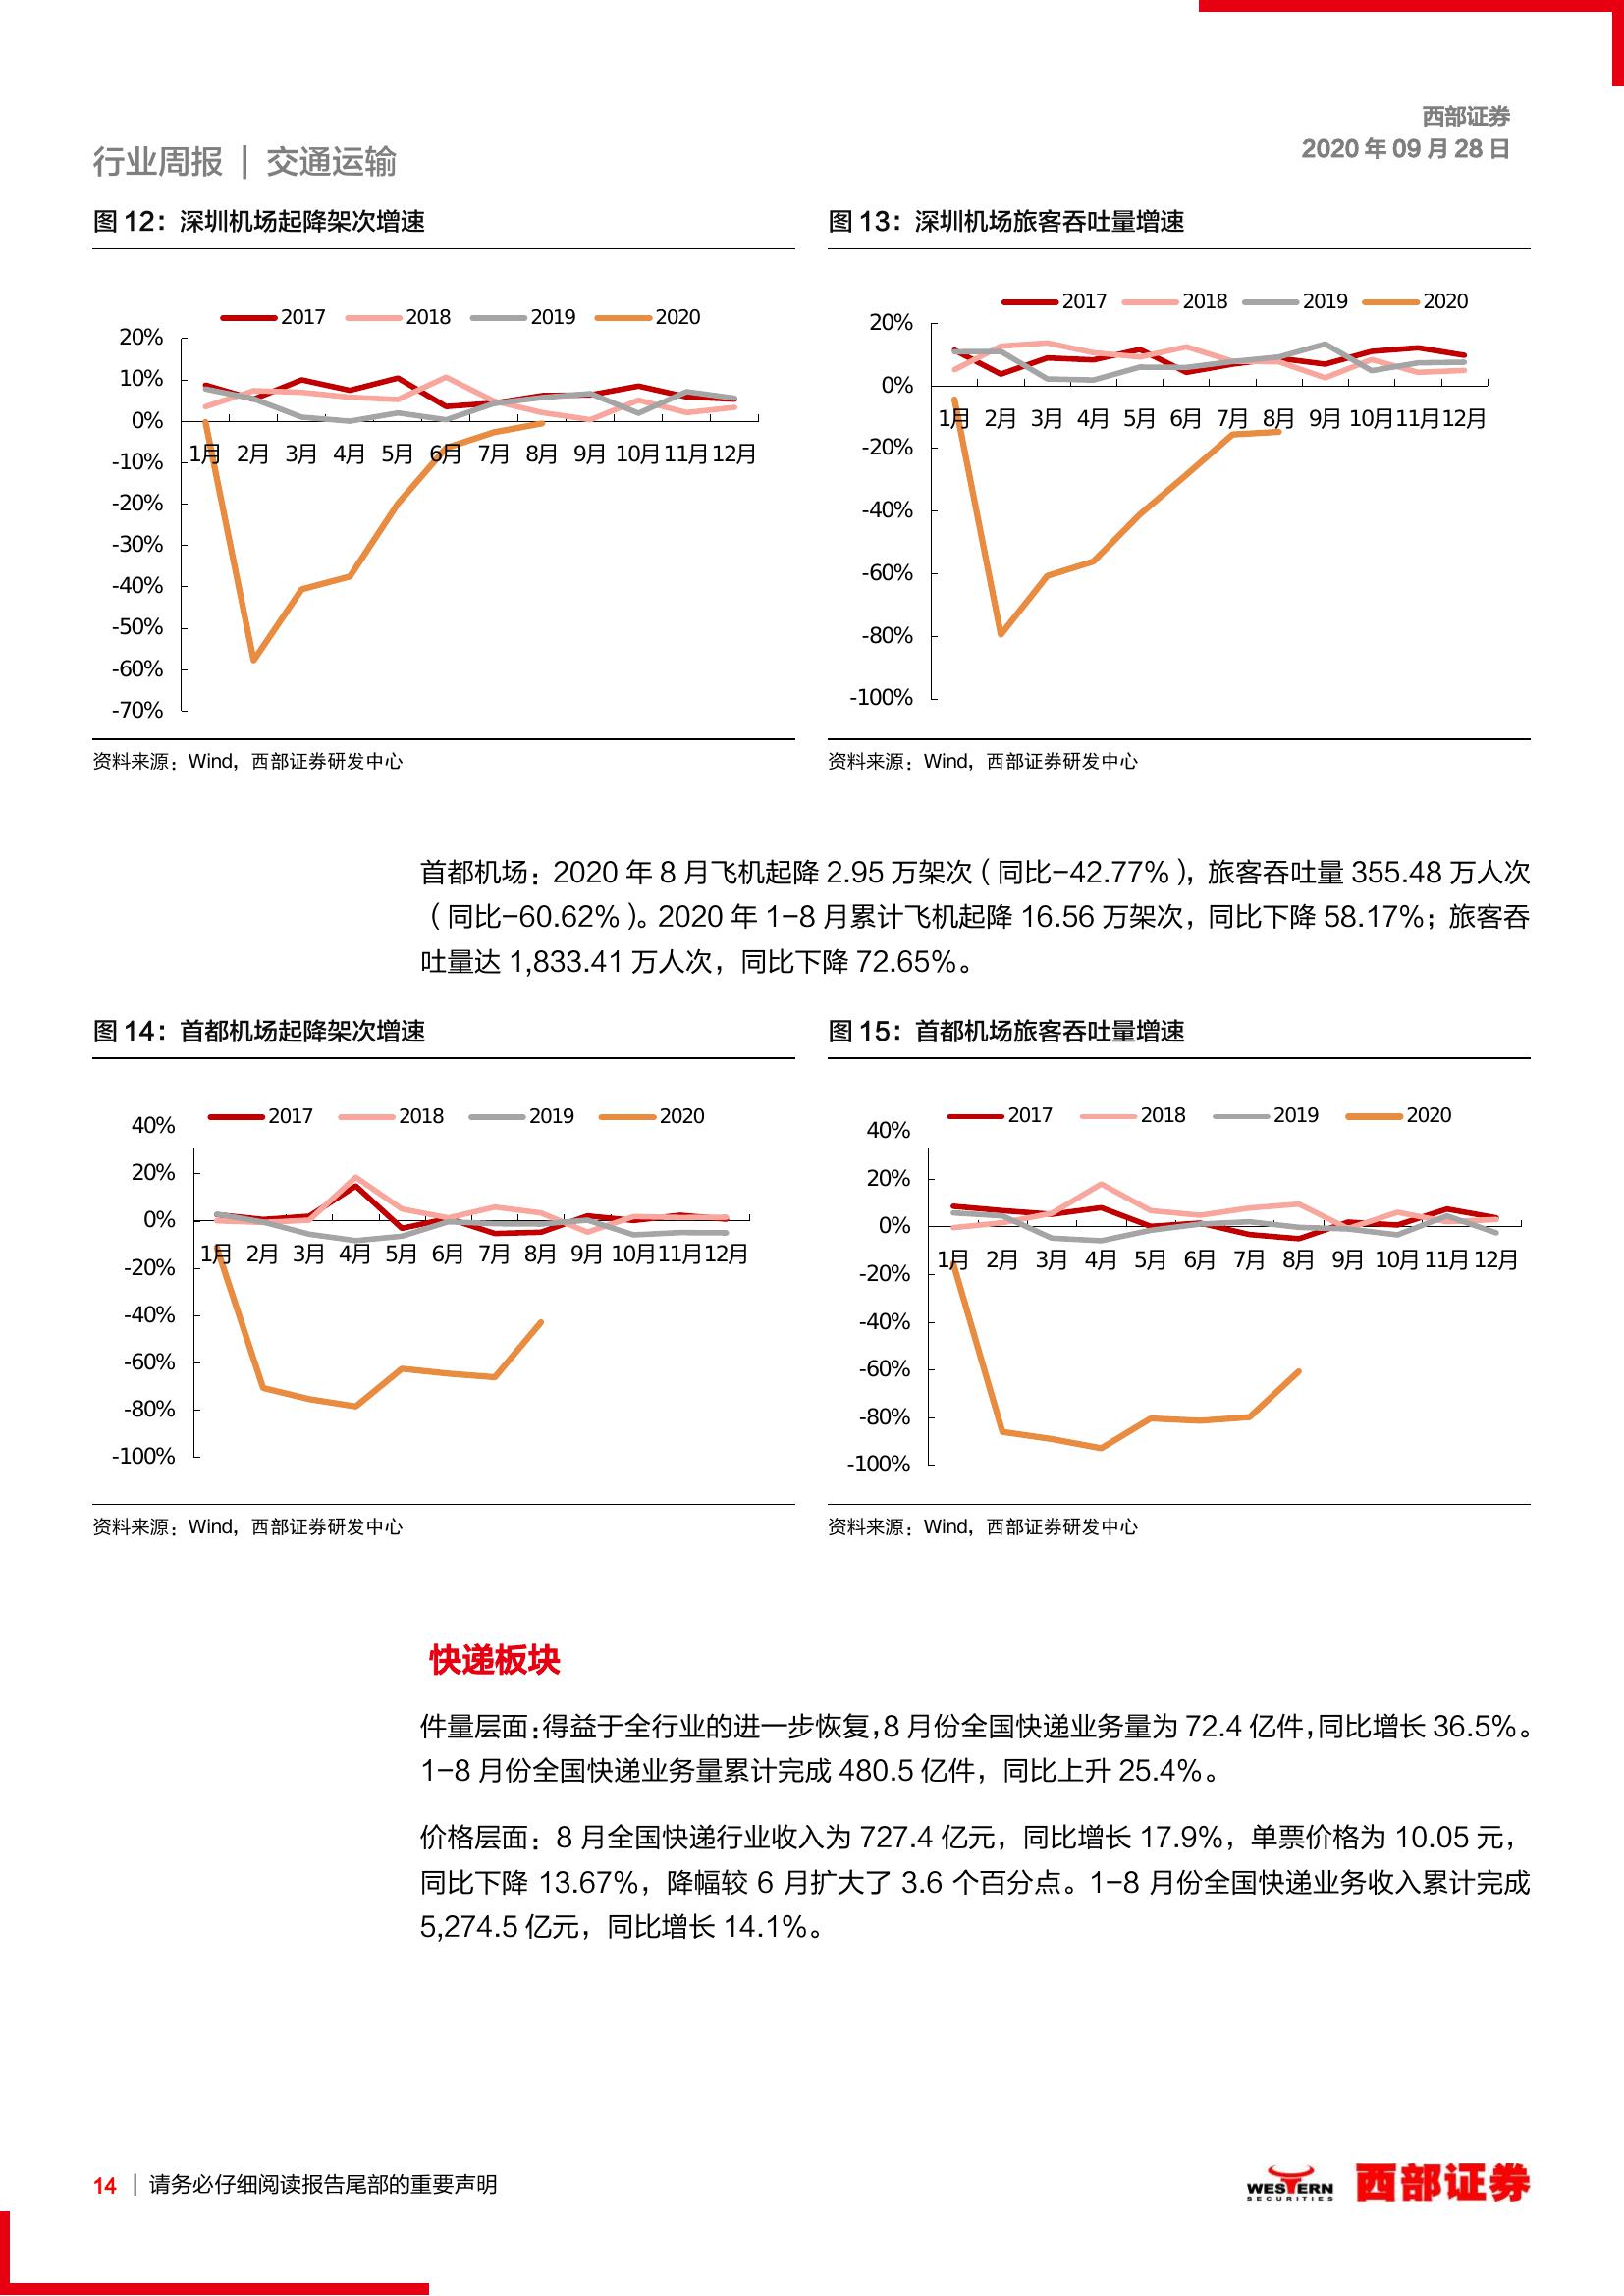 西部证券
2020 年 09 月 28 日
行业周报 | 交通运输
图 12：深圳机场起降架次增速
2017 2018 2019 2020
20%
10%
0%
-10%
-20%
-30%
-40%
-50%
-60%
-70%
1月 2月 3月 4月 5月 6月 7月 8月 9月 10月 11月 12月
资料来源：Wind，西部证券研发中心
图 13：深圳机场旅客吞吐量增速
2017 2018 2019 2020
20%
0%
-20%
-40%
-60%
-80%
-100%
1月 2月 3月 4月 5月 6月 7月 8月 9月 10月 11月 12月
资料来源：Wind，西部证券研发中心
首都机场：2020 年 8 月飞机起降 2.95 万架次（同比-42.77%），旅客吞吐量 355.48 万人次
（同比-60.62%）。2020 年 1-8 月累计飞机起降 16.56 万架次，同比下降 58.17%；旅客吞
吐量达 1,833.41 万人次，同比下降 72.65%。
图 14：首都机场起降架次增速
2017 2018 2019 2020
40%
20%
0%
-20%
-40%
-60%
-80%
-100%
1月 2月 3月 4月 5月 6月 7月 8月 9月 10月 11月 12月
资料来源：Wind，西部证券研发中心
图 15：首都机场旅客吞吐量增速
2017 2018 2019 2020
40%
20%
0%
-20%
-40%
-60%
-80%
-100%
1月 2月 3月 4月 5月 6月 7月 8月 9月 10月 11月 12月
资料来源：Wind，西部证券研发中心
快递板块
件量层面：得益于全行业的进一步恢复，8 月份全国快递业务量为 72.4 亿件，同比增长 36.5%。
1-8 月份全国快递业务量累计完成 480.5 亿件，同比上升 25.4%。
价格层面：8 月全国快递行业收入为 727.4 亿元，同比增长 17.9%，单票价格为 10.05 元，
同比下降 13.67%，降幅较 6 月扩大了 3.6 个百分点。1-8 月份全国快递业务收入累计完成
5,274.5 亿元，同比增长 14.1%。
14 | 请务必仔细阅读报告尾部的重要声明
WESTERN
SECURITIES
西部证券